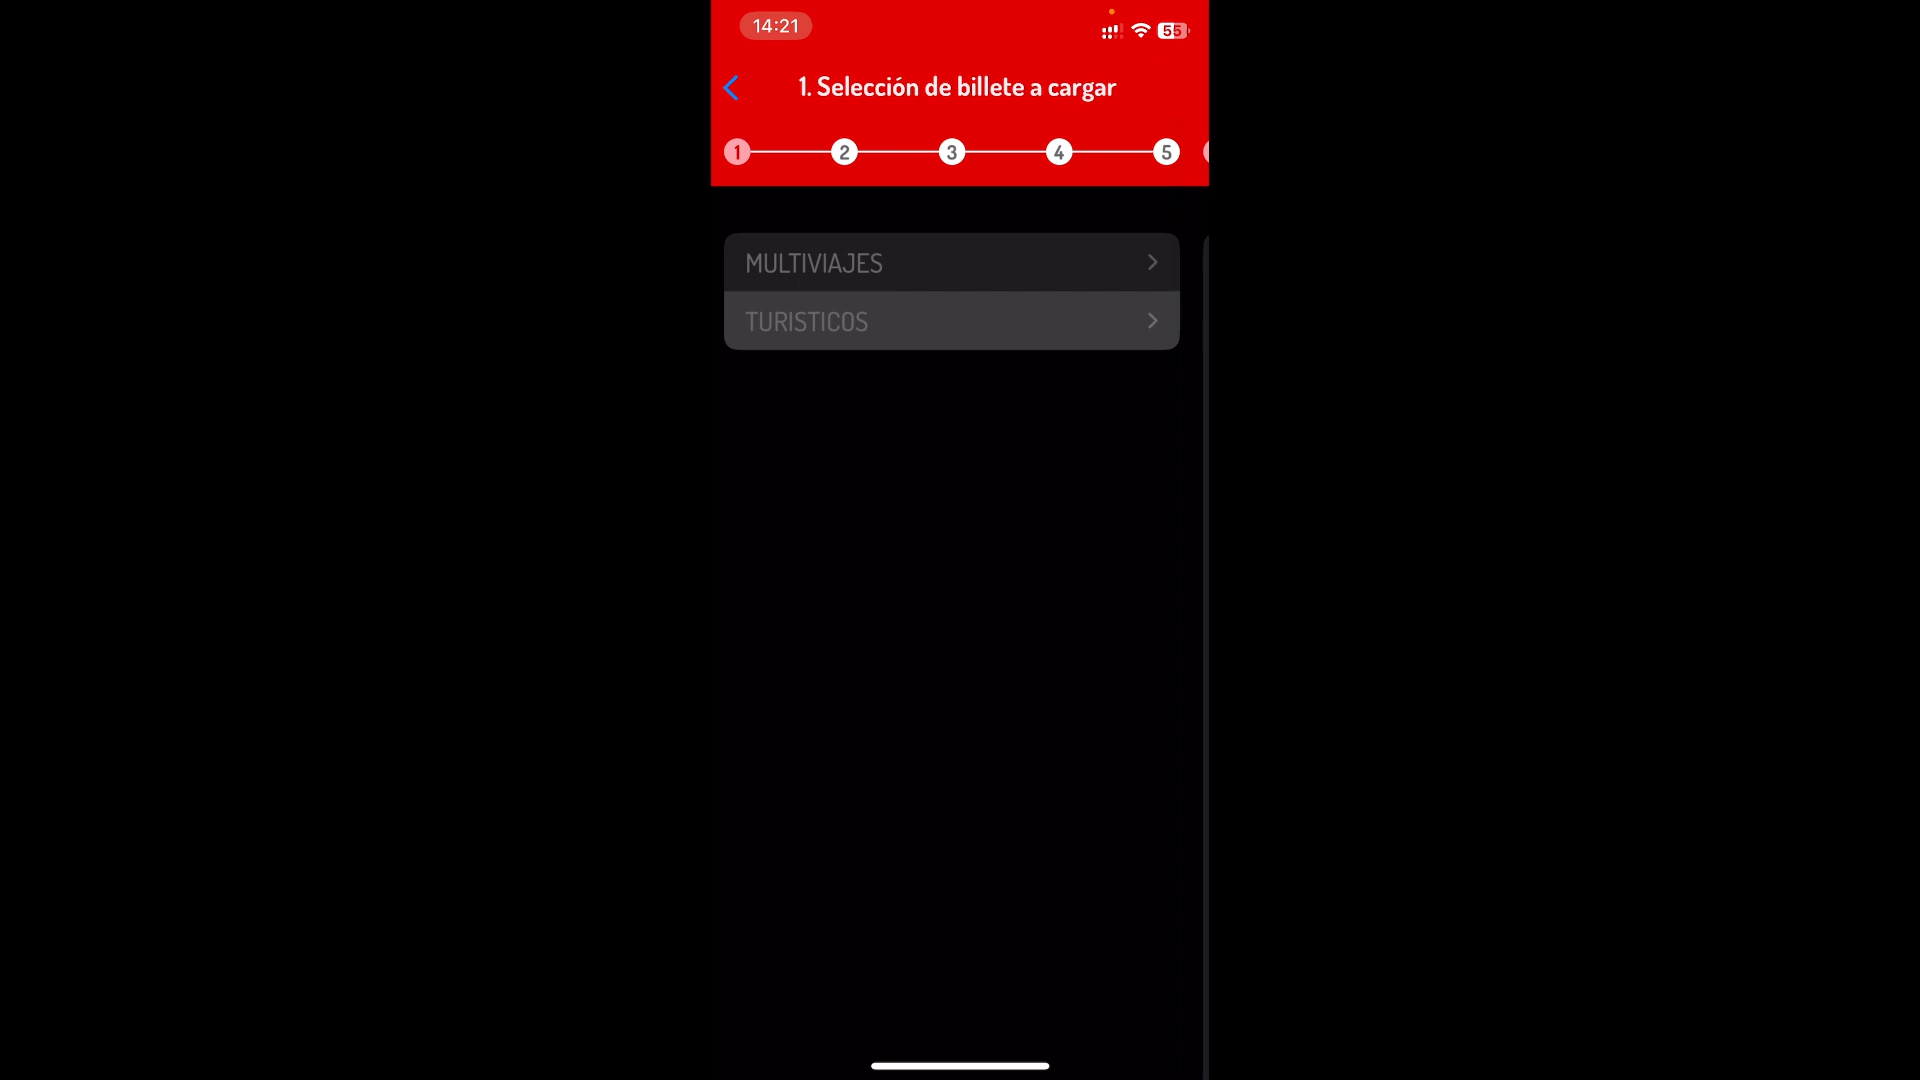 14:21
55
1. Selección de billete a cargar
1 2 3 4 5
MULTIVIAJES
TURISTICOS